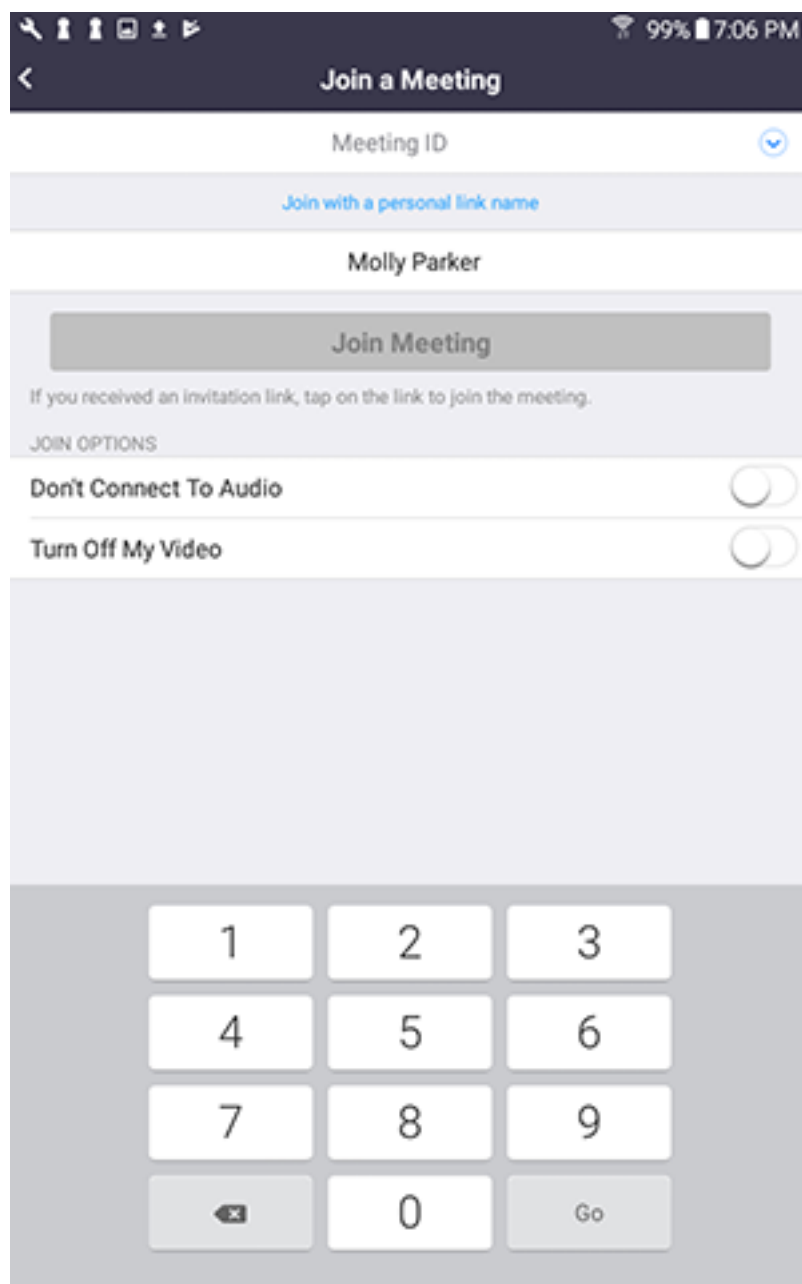 99% 7:06 PM
Join a Meeting
Meeting ID
Join with a personal link name
Molly Parker
Join Meeting
If you received an invitation link, tap on the link to join the meeting.
JOIN OPTIONS
Don't Connect To Audio
Turn Off My Video
1 2 3
4 5 6
7 8 9
0 Go